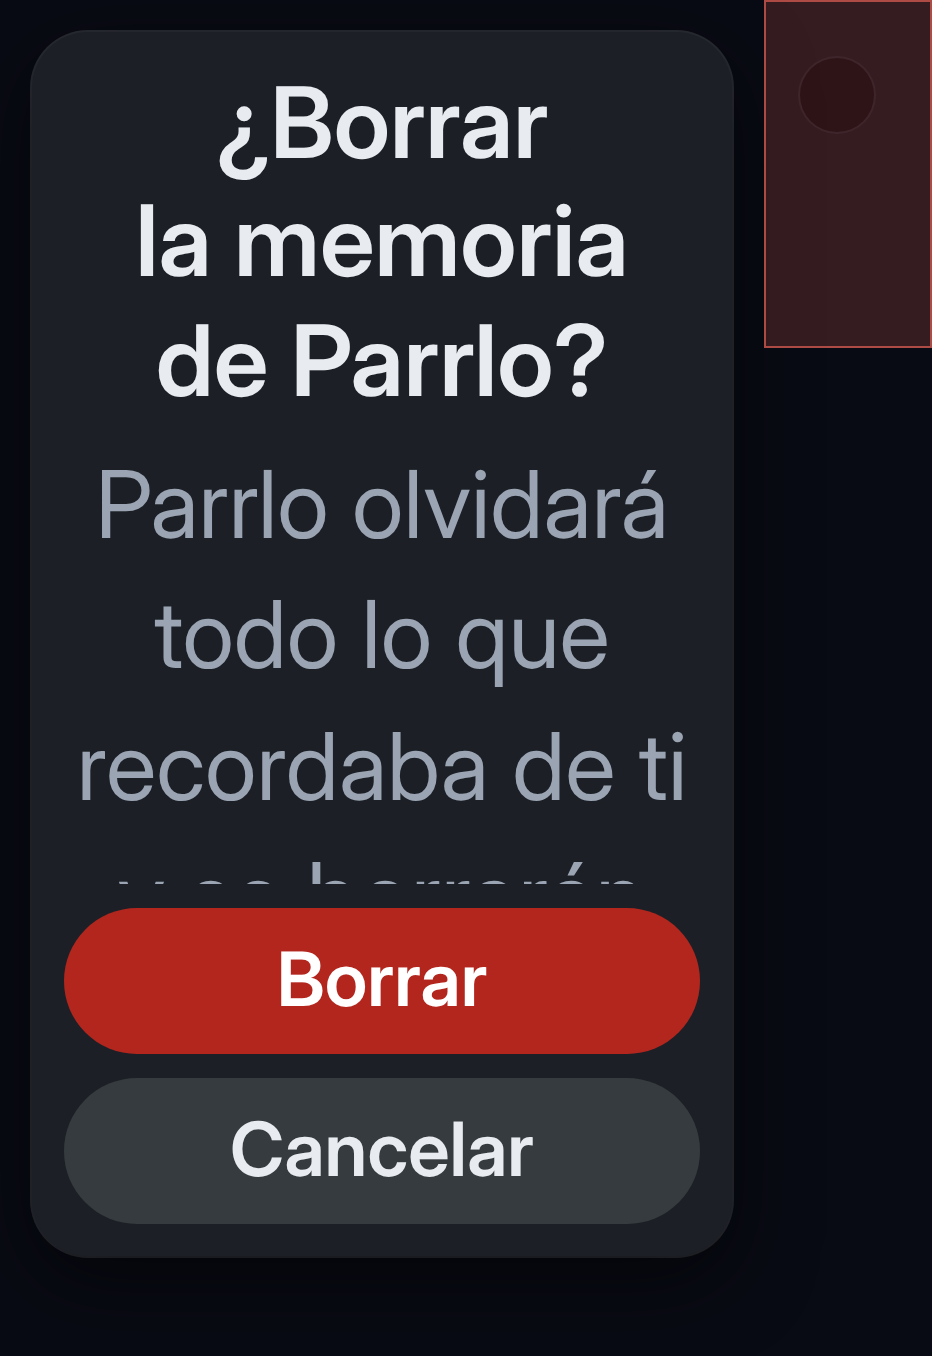 ¿Borrar
la memoria
de Parrlo?
Parrlo olvidará
todo lo que
recordaba de ti
Borrar
Cancelar